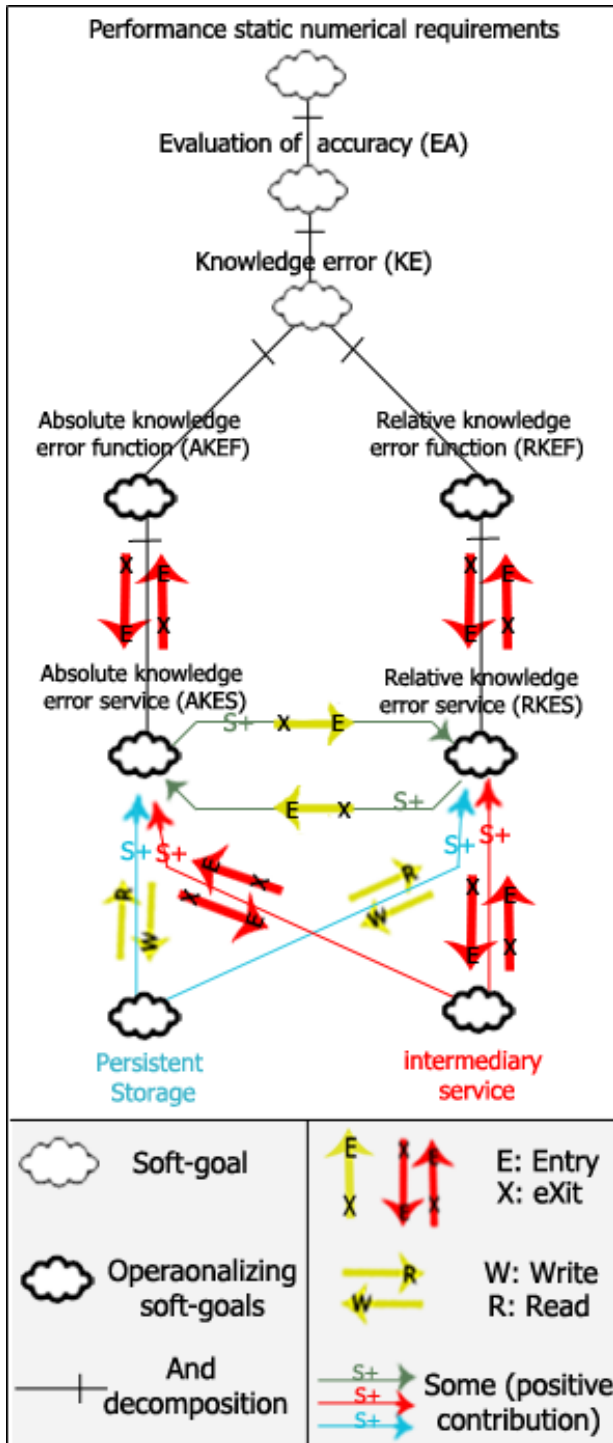 Performance static numerical requirements
Evaluation of accuracy (EA)
Knowledge error (KE)
Absolute knowledge
error function (AKEF)
Relative knowledge
error function (RKEF)
X E
E X
X E
E X
Absolute knowledge
error service (AKES)
Relative knowledge
error service (RKES)
S+ X E
E X S+
S+ S+
S+ S+
E X
X E
R
W
R
W
X E
E X
Persistent
Storage
intermediary
service
Soft-goal
E X
X E
e x
E: Entry
X: eXit
Operaonalizing
soft-goals
R
W
W: Write
R: Read
And
decomposition
S+
S+
S+
Some (positive
contribution)